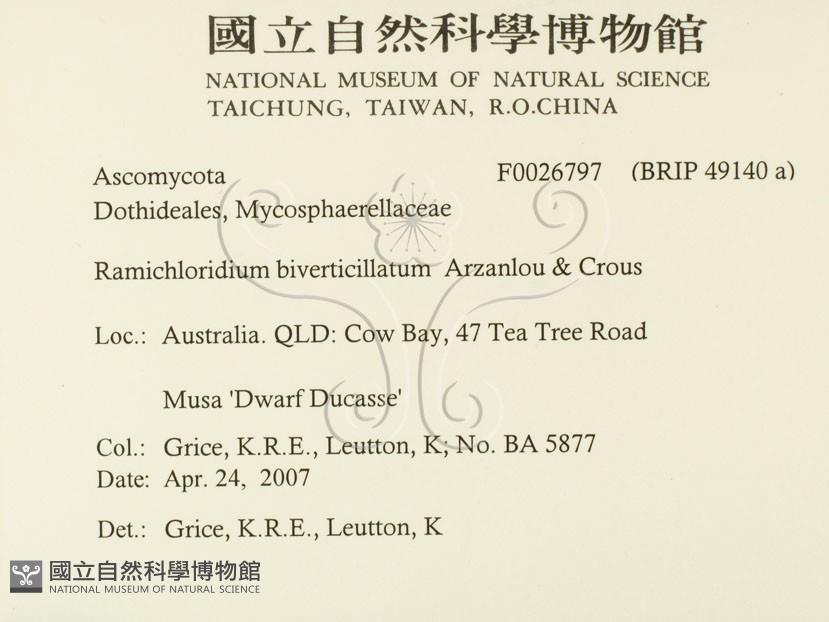 國立自然科學博物館
NATIONAL MUSEUM OF NATURAL SCIENCE
TAICHUNG, TAIWAN, R.O.CHINA
Ascomycota F0026797 (BRIP 49140 a)
Dothideales, Mycosphaerellaceae
Ramichloridium biverticillatum Arzanlou & Crous
Loc.: Australia. QLD: Cow Bay, 47 Tea Tree Road
Musa 'Dwarf Ducasse'
Col.: Grice, K.R.E., Leutton, K; No. BA 5877
Date: Apr. 24, 2007
Det.: Grice, K.R.E., Leutton, K
國立自然科學博物館
NATIONAL MUSEUM OF NATURAL SCIENCE